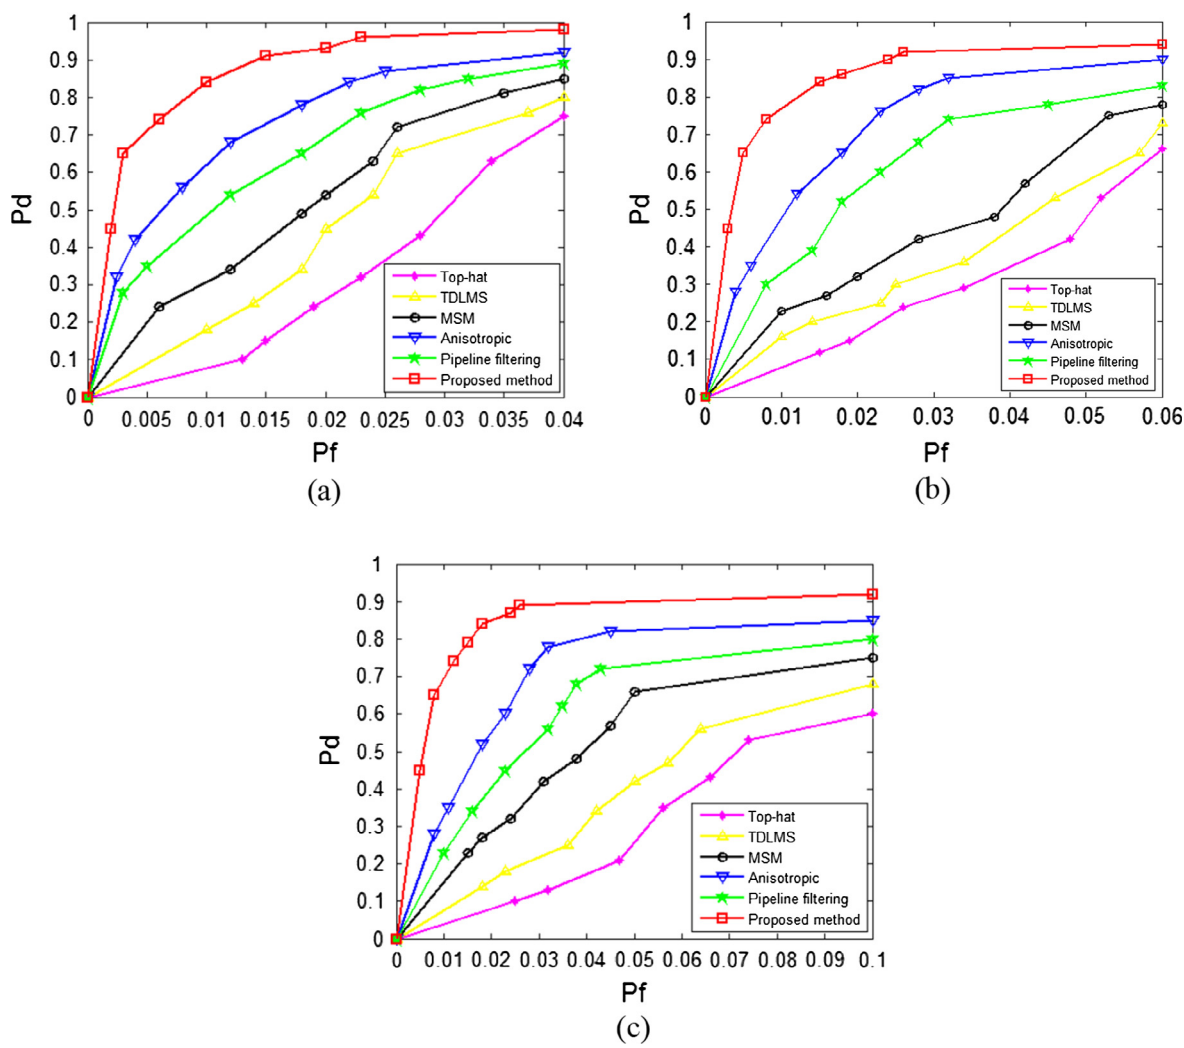 1
0.9
0.8
0.7
0.6
0.5
0.4
0.3
0.2
0.1
0
Pd
0 0.005 0.01 0.015 0.02 0.025 0.03 0.035 0.04
Pf
Top-hat
TDLMS
MSM
Anisotropic
Pipeline filtering
Proposed method
(a)
1
0.9
0.8
0.7
0.6
0.5
0.4
0.3
0.2
0.1
0
Pd
0 0.01 0.02 0.03 0.04 0.05 0.06
Pf
Top-hat
TDLMS
MSM
Anisotropic
Pipeline filtering
Proposed method
(b)
1
0.9
0.8
0.7
0.6
0.5
0.4
0.3
0.2
0.1
0
Pd
0 0.01 0.02 0.03 0.04 0.05 0.06 0.07 0.08 0.09 0.1
Pf
Top-hat
TDLMS
MSM
Anisotropic
Pipeline filtering
Proposed method
(c)